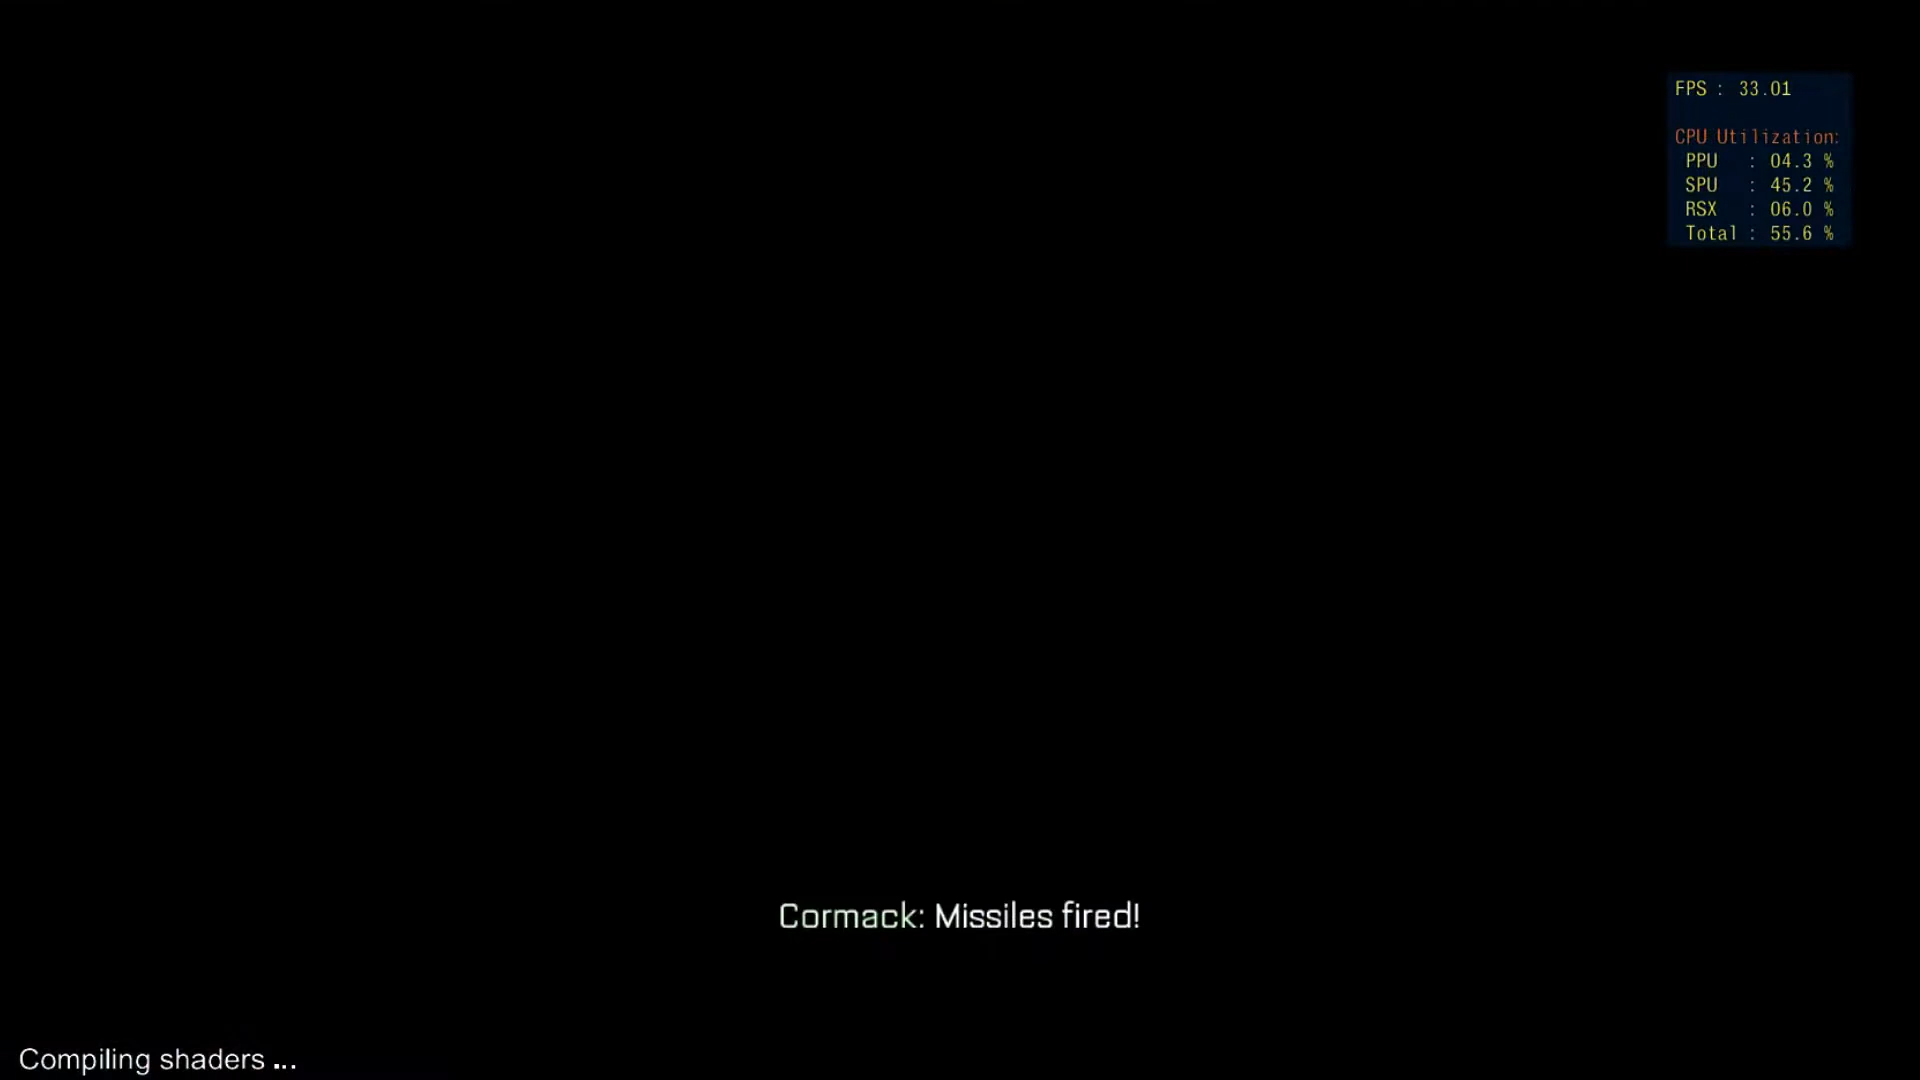 FPS : 33.01
CPU Utilization:
PPU : 04.3 %
SPU : 45.2 %
RSX : 06.0 %
Total : 55.6 %
Cormack: Missiles fired!
Compiling shaders ...